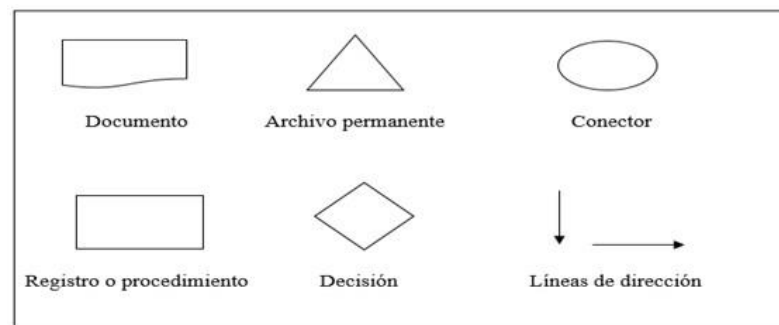 Documento
Archivo permanente
Conector
Registro o procedimiento
Decisión
Líneas de dirección